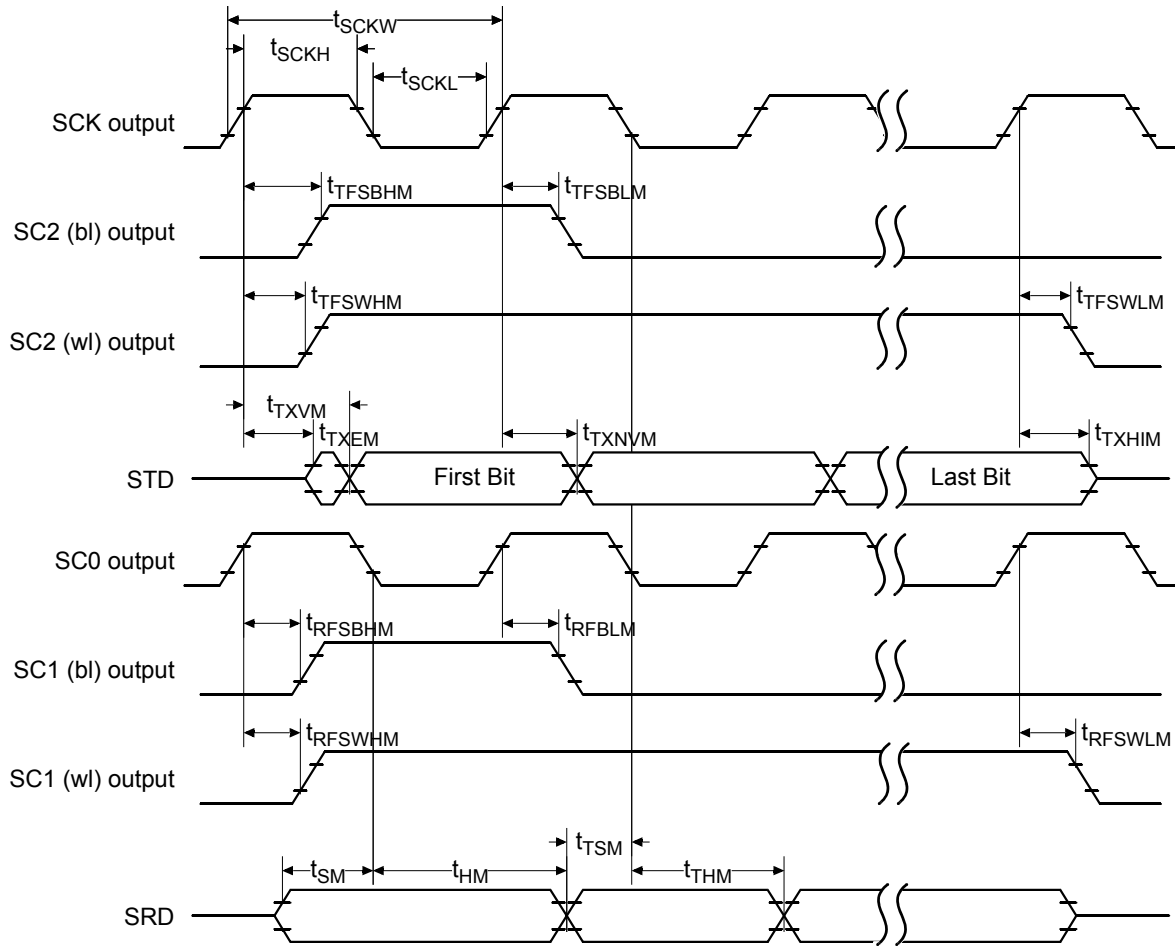 tSCKW
tSCKH
tSCKL
SCK output
tTFSBHM
tTFSBLM
SC2 (bl) output
tTFSWHM
tTFSWLM
SC2 (wl) output
tTXVM
tTXEM
tTXNVM
tTXHIM
STD
First Bit
Last Bit
SC0 output
tRFSBHM
tRFBLM
SC1 (bl) output
tRFSWHM
tRFSWLM
SC1 (wl) output
tTSM
tSM
tHM
tTHM
SRD